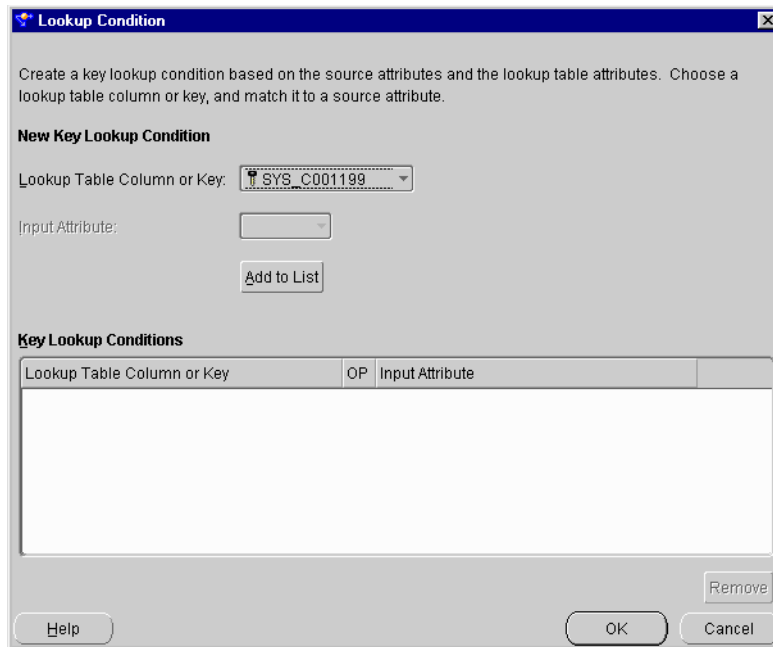 Lookup Condition
Create a key lookup condition based on the source attributes and the lookup table attributes. Choose a
lookup table column or key, and match it to a source attribute.
New Key Lookup Condition
Lookup Table Column or Key: SYS_C001199
Input Attribute:
Add to List
Key Lookup Conditions
Lookup Table Column or Key OP Input Attribute
Remove
Help OK Cancel